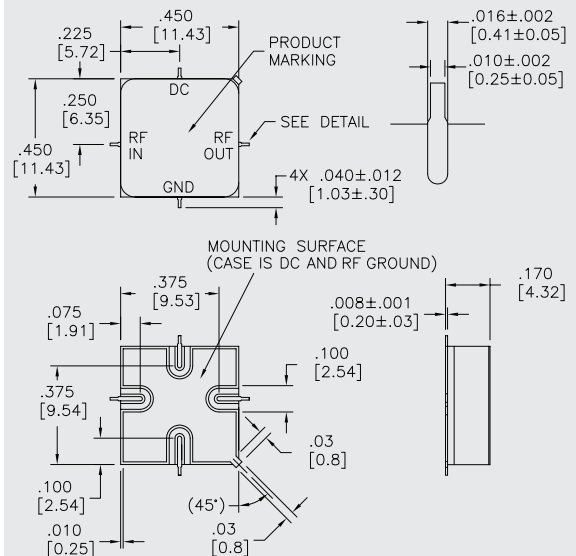 .450
[11.43]
.225
[5.72]
PRODUCT
MARKING
.016±.002
[0.41±0.05]
.010±.002
[0.25±0.05]
DC
.250
[6.35]
SEE DETAIL
RF
IN
RF
OUT
.450
[11.43]
GND
4X .040±.012
[1.03±.30]
MOUNTING SURFACE
(CASE IS DC AND RF GROUND)
.375
[9.53]
.170
[4.32]
.075
[1.91]
.008±.001
[0.20±.03]
.100
[2.54]
.375
[9.54]
.03
[0.8]
.100
[2.54]
(45°)
.010
[0.25]
.03
[0.8]